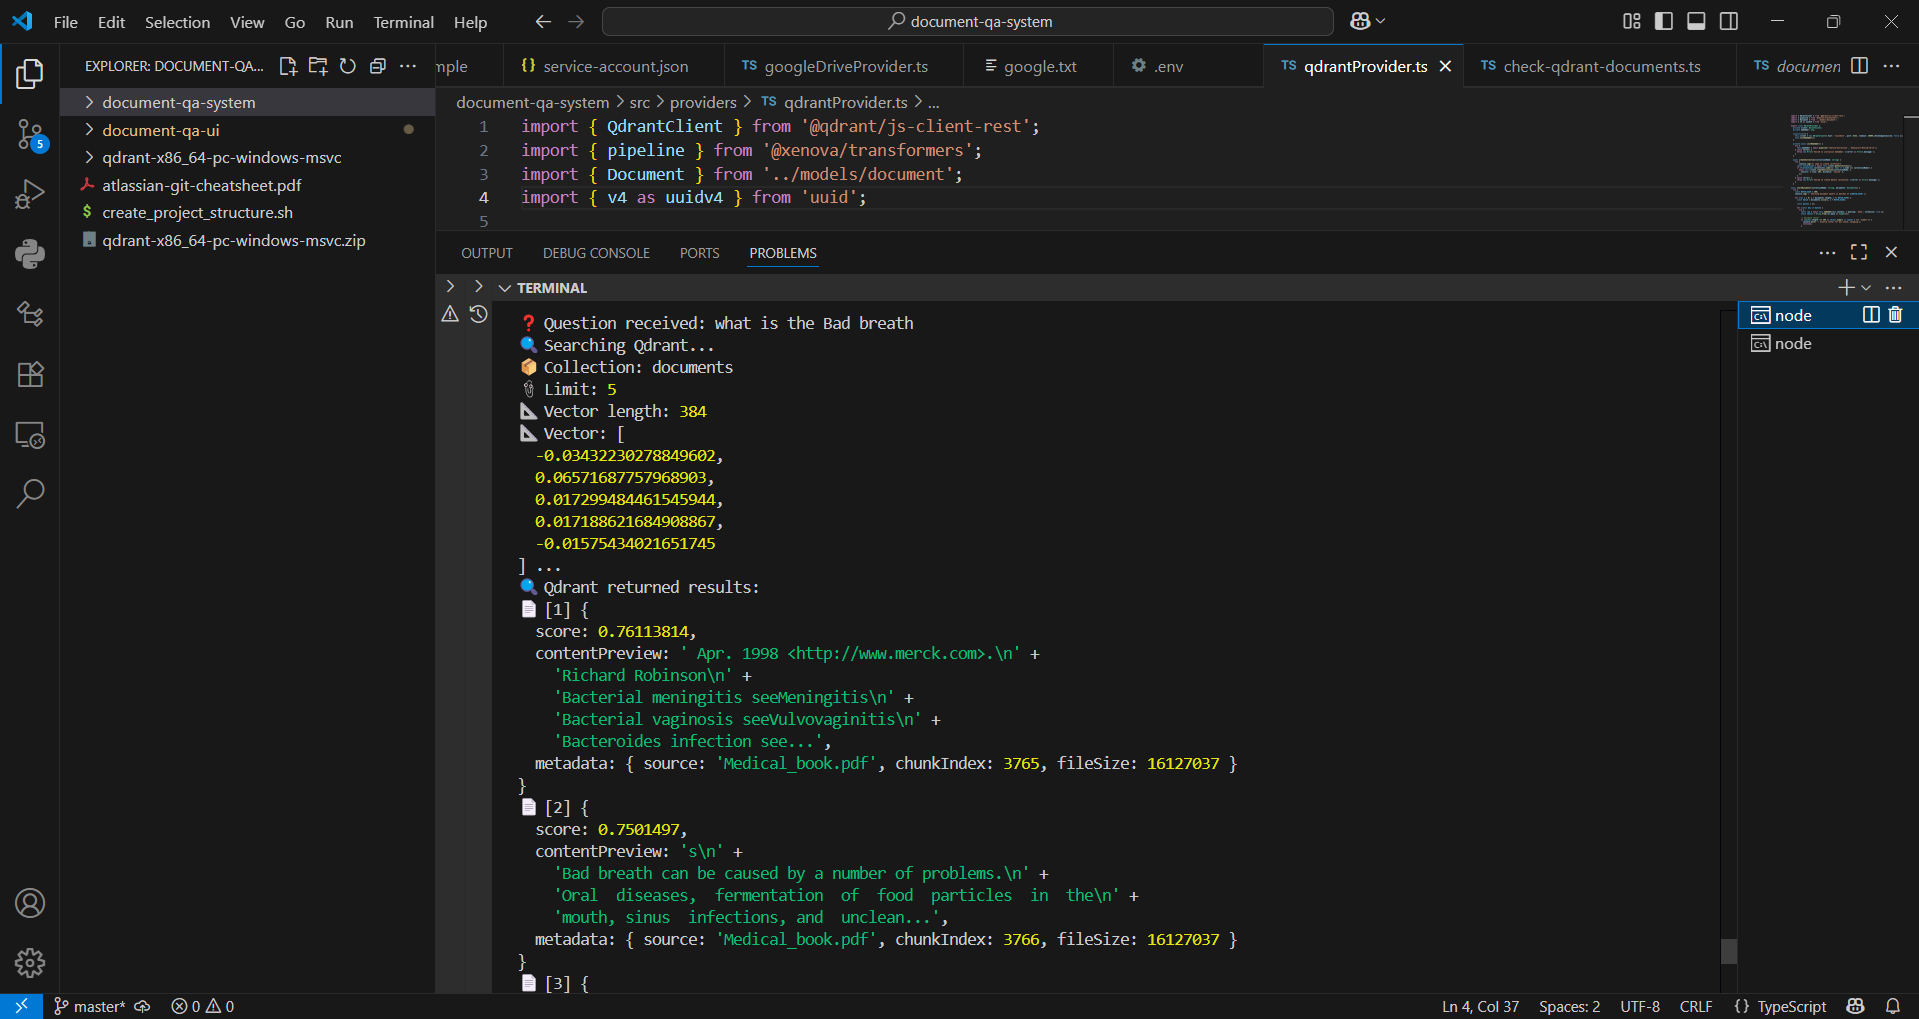 File Edit Selection View Go Run Terminal Help
document-qa-system
EXPLORER: DOCUMENT-QA...
mple
{} service-account.json
TS googleDriveProvider.ts
google.txt
.env
TS qdrantProvider.ts
TS check-qdrant-documents.ts
TS documen
document-qa-system
document-qa-ui
qdrant-x86_64-pc-windows-msvc
atlassian-git-cheatsheet.pdf
$ create_project_structure.sh
qdrant-x86_64-pc-windows-msvc.zip
5
document-qa-system > src > providers > TS qdrantProvider.ts > ...
1 import { QdrantClient } from '@qdrant/js-client-rest';
2 import { pipeline } from '@xenova/transformers';
3 import { Document } from '../models/document';
4 import { v4 as uuidv4 } from 'uuid';
5
OUTPUT DEBUG CONSOLE PORTS PROBLEMS
TERMINAL
node
node
❓ Question received: what is the Bad breath
🔍 Searching Qdrant...
📦 Collection: documents
📎 Limit: 5
📐 Vector length: 384
📐 Vector: [
-0.03432230278849602,
0.06571687757968903,
0.017299484461545944,
0.017188621684908867,
-0.01575434021651745
] ...
🔍 Qdrant returned results:
📄 [1] {
score: 0.76113814,
contentPreview: ' Apr. 1998 <http://www.merck.com>.\n' +
'Richard Robinson\n' +
'Bacterial meningitis seeMeningitis\n' +
'Bacterial vaginosis seeVulvovaginitis\n' +
'Bacteroides infection see...',
metadata: { source: 'Medical_book.pdf', chunkIndex: 3765, fileSize: 16127037 }
}
📄 [2] {
score: 0.7501497,
contentPreview: 's\n' +
'Bad breath can be caused by a number of problems.\n' +
'Oral  diseases,  fermentation  of  food  particles  in  the\n' +
'mouth, sinus  infections, and  unclean...',
metadata: { source: 'Medical_book.pdf', chunkIndex: 3766, fileSize: 16127037 }
}
📄 [3] {
master* 0 0 Ln 4, Col 37 Spaces: 2 UTF-8 CRLF {} TypeScript